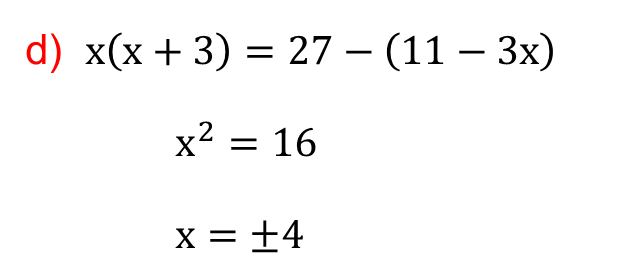 d) x(x + 3) = 27 − (11 − 3x)
x² = 16
x = ±4